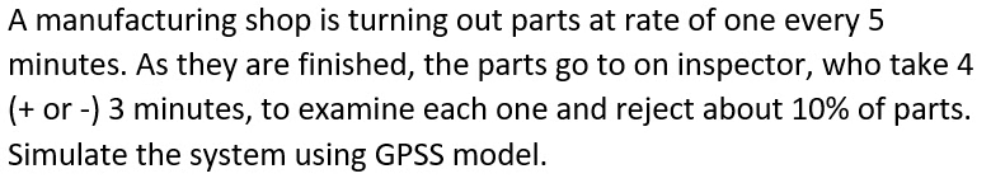 A manufacturing shop is turning out parts at rate of one every 5
minutes. As they are finished, the parts go to on inspector, who take 4
(+ or -) 3 minutes, to examine each one and reject about 10% of parts.
Simulate the system using GPSS model.